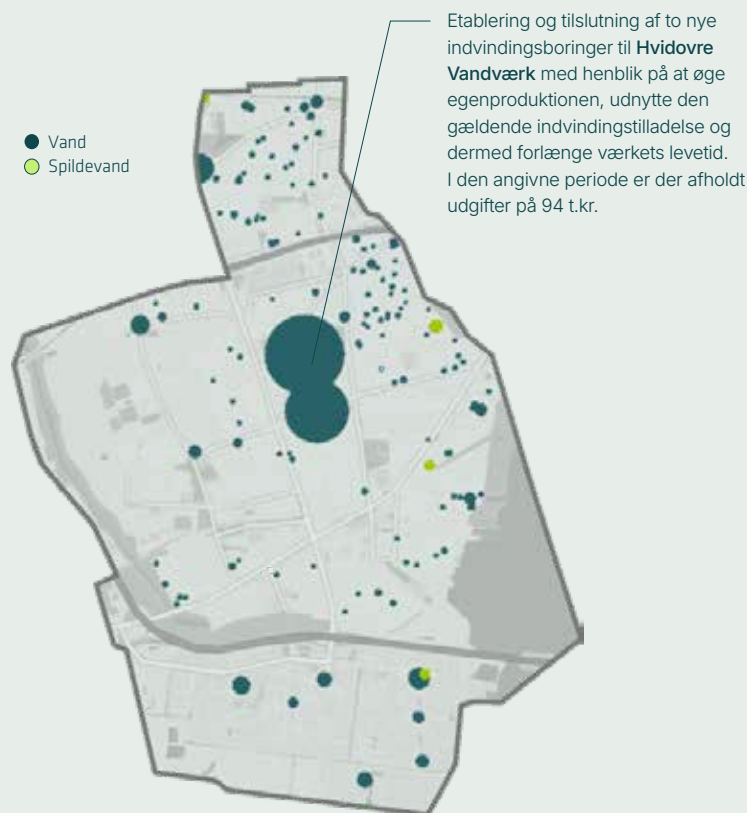 Etablering og tilslutning af to nye
indvindingsboringer til Hvidovre
Vandværk med henblik på at øge
egenproduktionen, udnytte den
gældende indvindingstilladelse og
dermed forlænge værkets levetid.
I den angivne periode er der afholdt
udgifter på 94 t.kr.
Vand
Spildevand